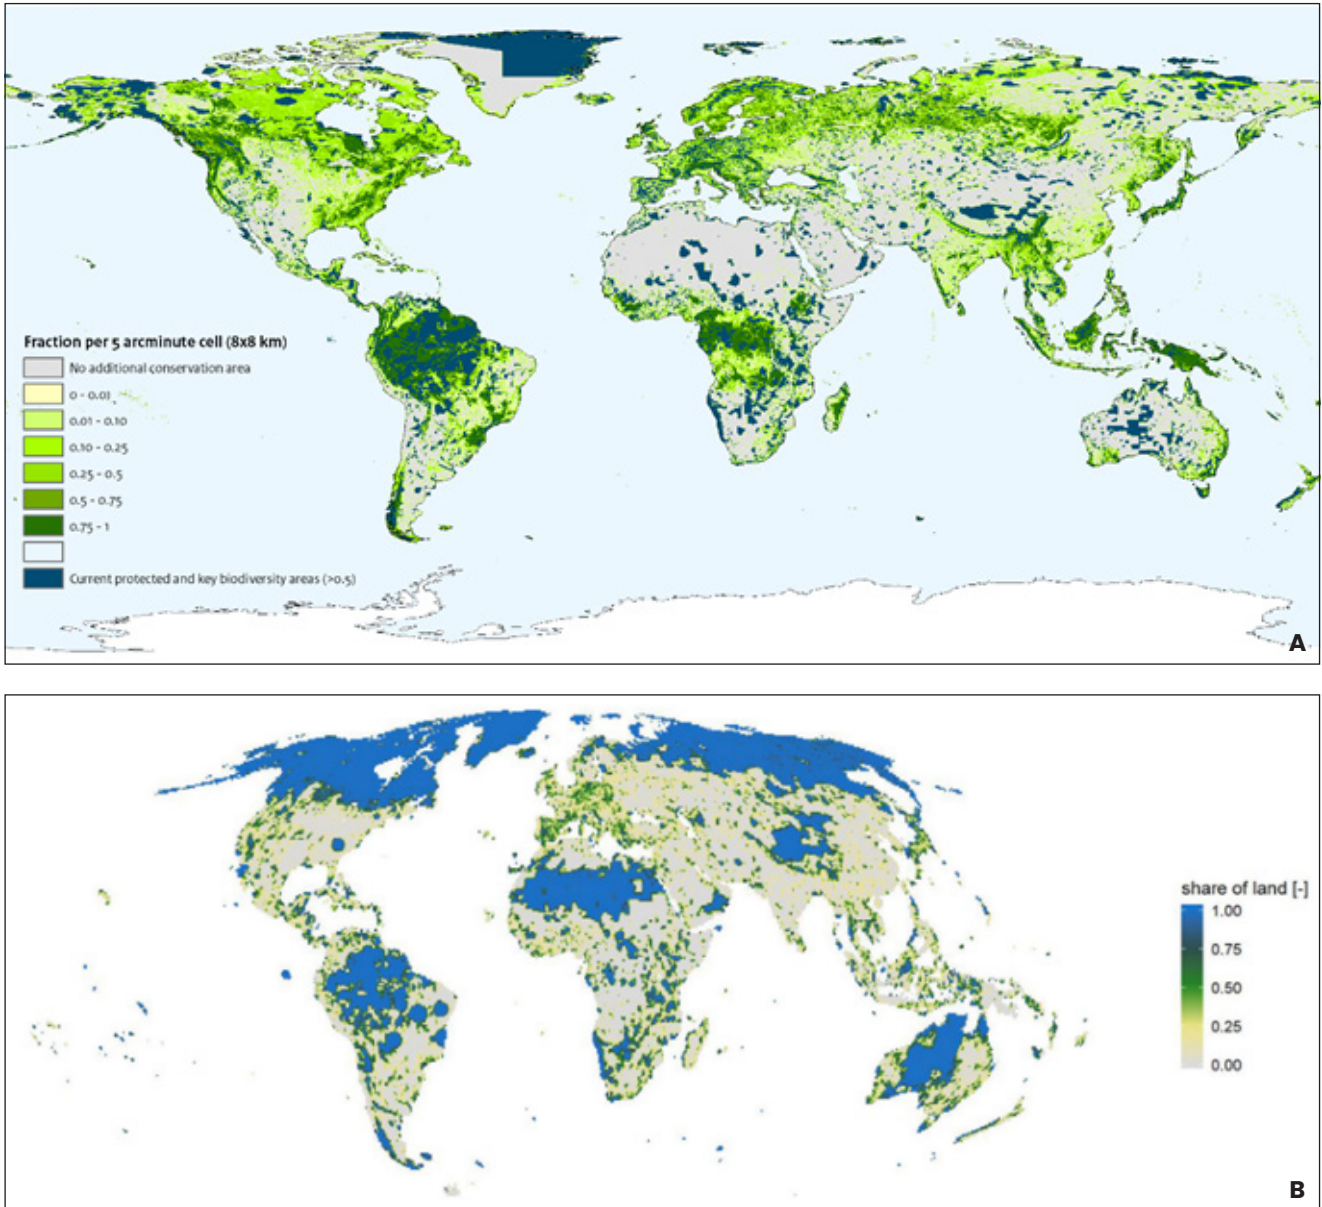 Fraction per 5 arcminute cell (8x8 km)
No additional conservation area
0 - 0.01
0.01 - 0.10
0.10 - 0.25
0.25 - 0.5
0.5 - 0.75
0.75 - 1
Current protected and key biodiversity areas (>0.5)
A
share of land [-]
1.00
0.75
0.50
0.25
0.00
B